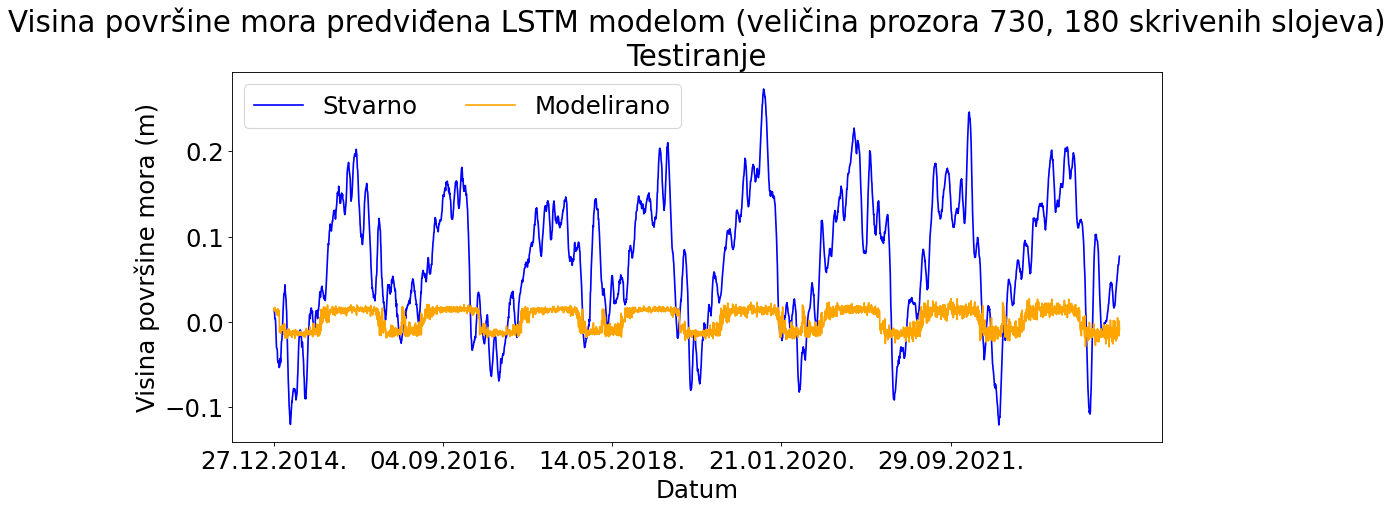 Visina površine mora predviđena LSTM modelom (veličina prozora 730, 180 skrivenih slojeva)
Testiranje
Stvarno
Modelirano
Visina površine mora (m)
0.2
0.1
0.0
−0.1
27.12.2014.
04.09.2016.
14.05.2018.
21.01.2020.
29.09.2021.
Datum